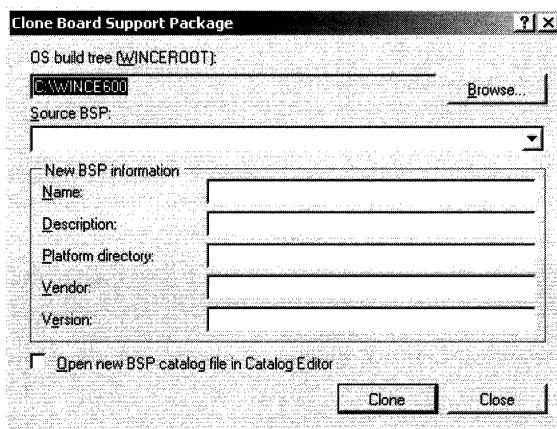 Clone Board Support Package
OS build tree (WINCEROOT):
C:\WINCE600
Browse...
Source BSP:
New BSP information
Name:
Description:
Platform directory:
Vendor:
Version:
Open new BSP catalog file in Catalog Editor
Clone Close